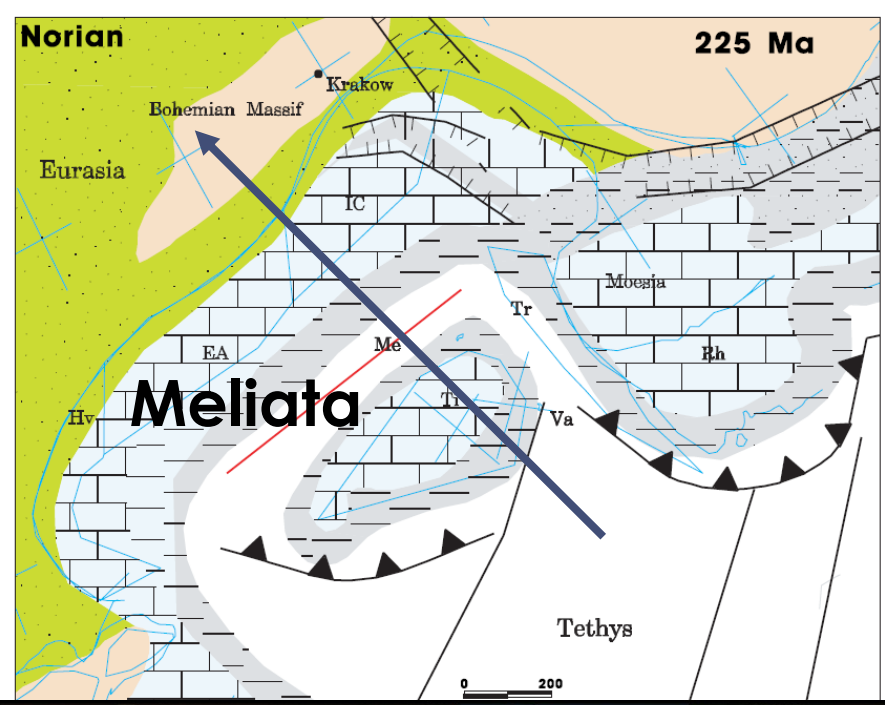 Norian
225 Ma
Krakow
Bohemian Massif
Eurasia
IC
Moesia
Tr
EA
Me
Rh
Meliata
Ti
Hv
Va
Tethys
0 200